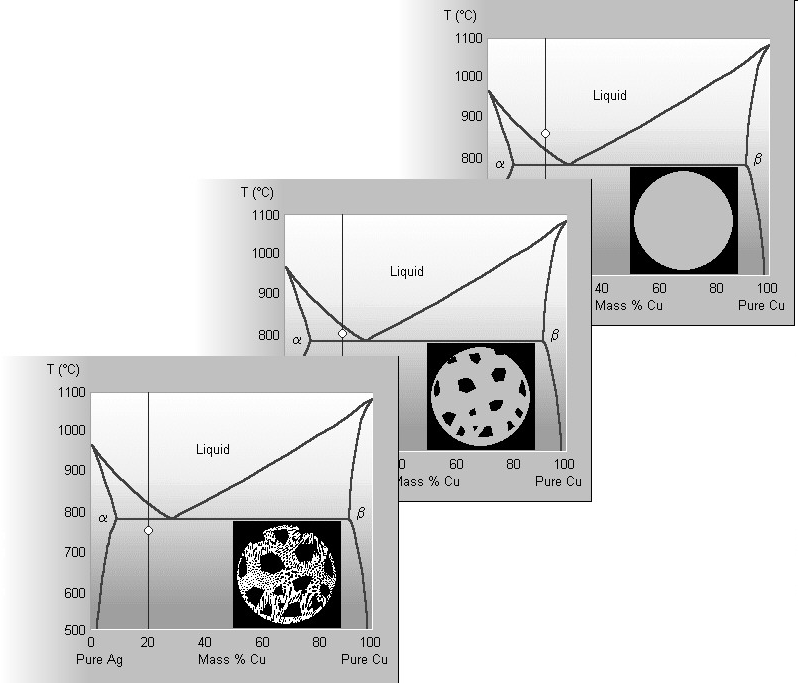 T (°C)
1100
1000
900
800
Liquid
α
β
40 60 80 100
Mass % Cu Pure Cu
T (°C)
1100
1000
900
800
Liquid
α
β
0 60 80 100
Mass % Cu Pure Cu
T (°C)
1100
1000
900
800
700
600
500
Liquid
α
β
0 20 40 60 80 100
Pure Ag Mass % Cu Pure Cu